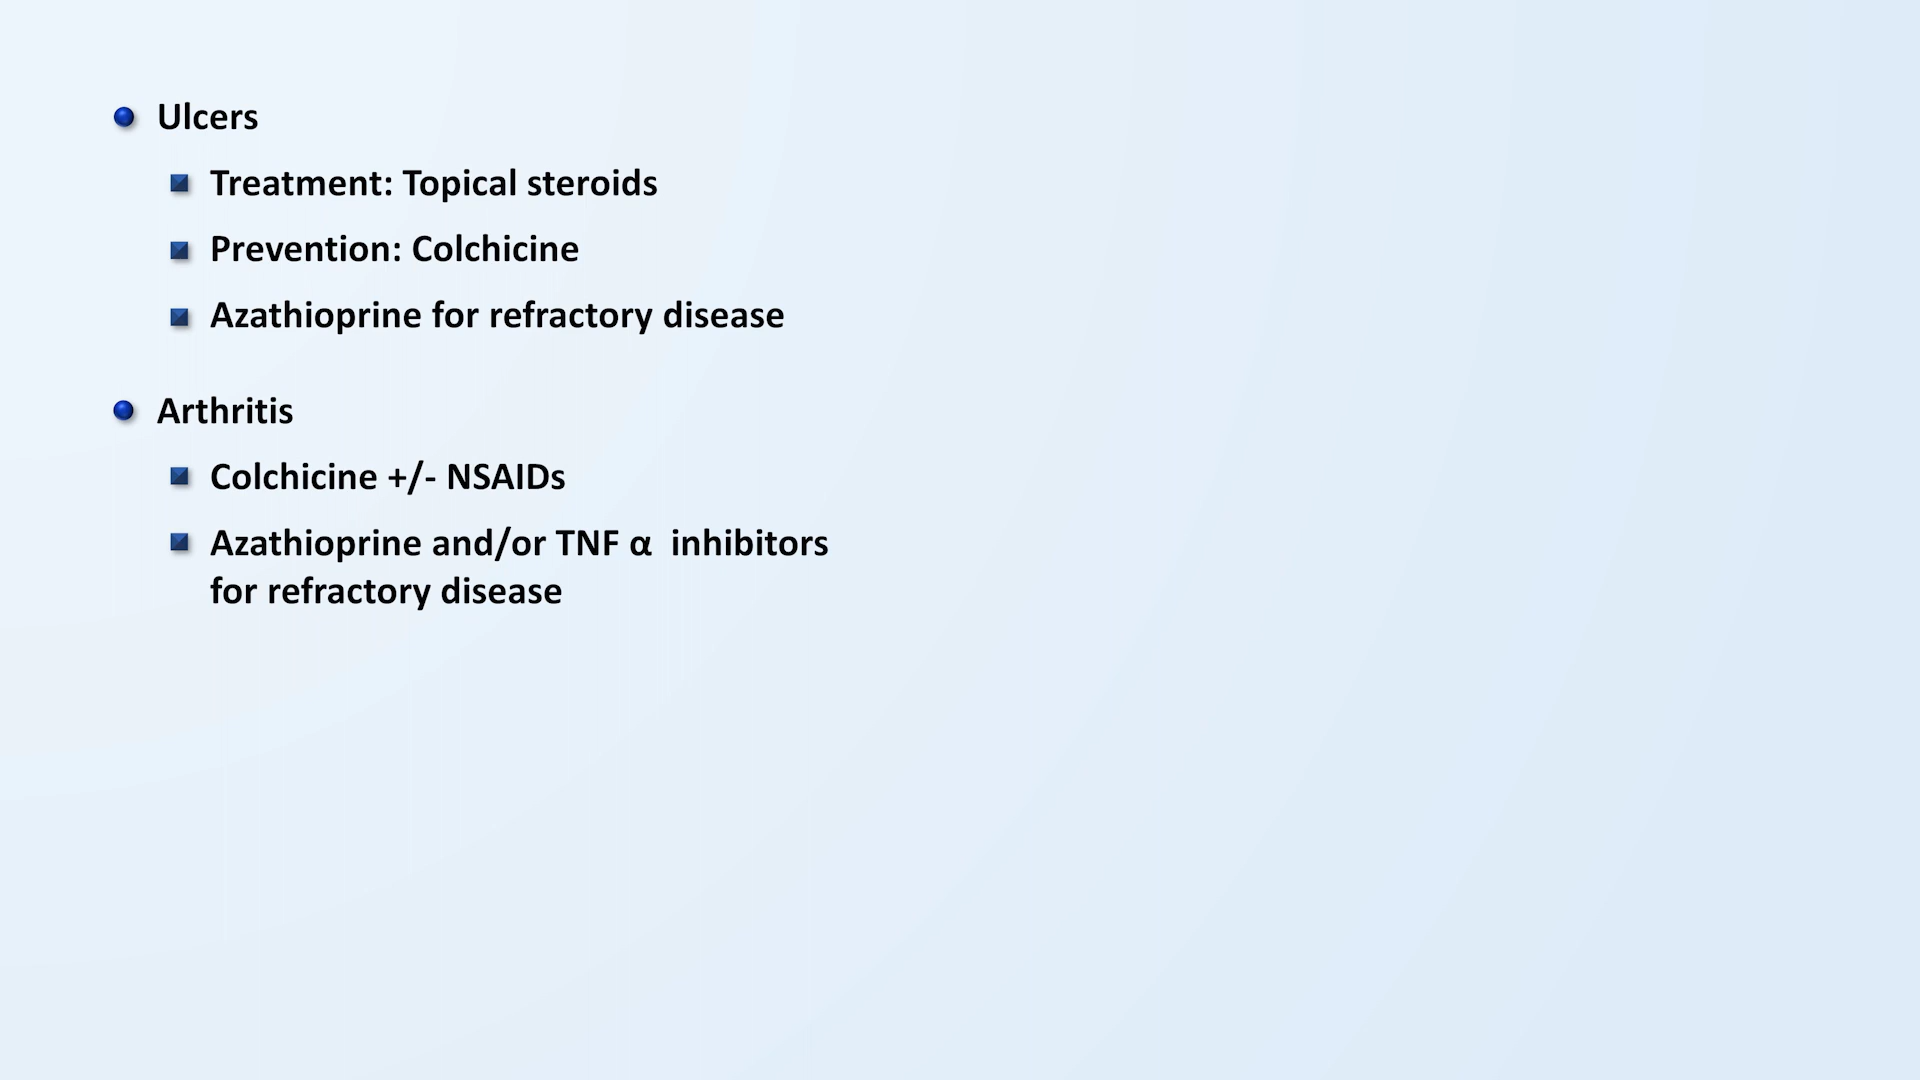 Ulcers
Treatment: Topical steroids
Prevention: Colchicine
Azathioprine for refractory disease
Arthritis
Colchicine +/- NSAIDs
Azathioprine and/or TNF α inhibitors
for refractory disease